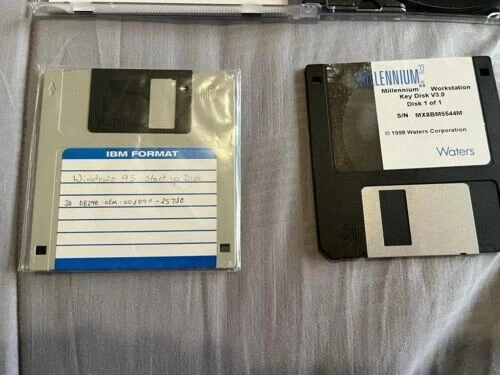 IBM FORMAT
Windows 95 Start up Disk
MILLENNIUM 32
Millennium Workstation
Key Disk V3.0
Disk 1 of 1
S/N MX8BM5544M
© 1998 Waters Corporation
Waters